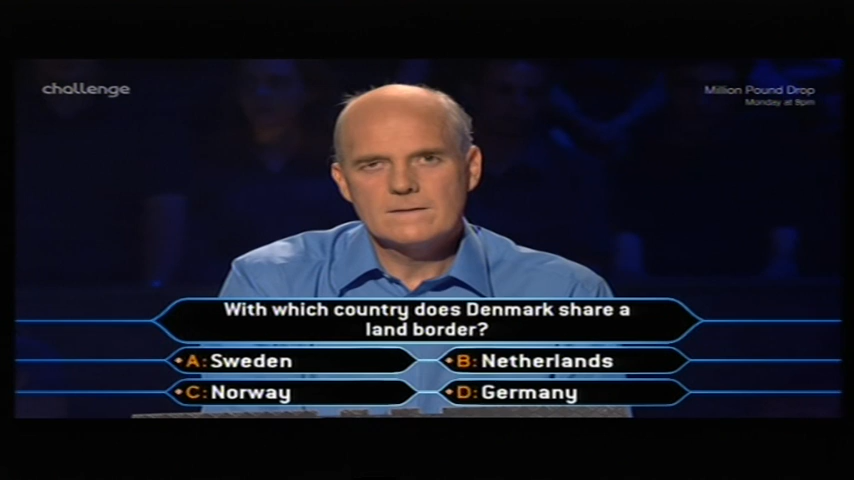 challenge
Million Pound Drop
Monday at 8pm
With which country does Denmark share a
land border?
A: Sweden
B: Netherlands
C: Norway
D: Germany